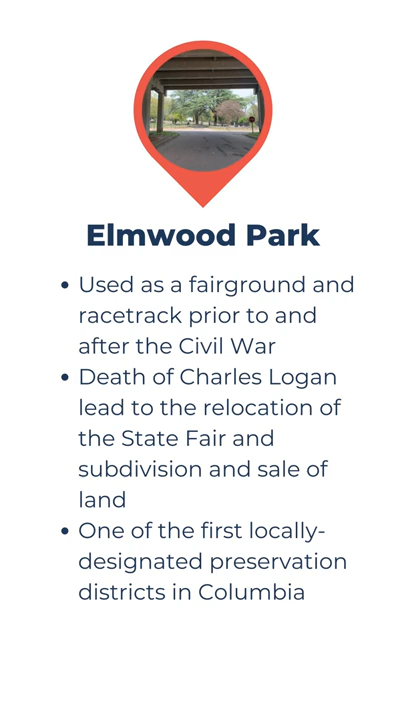 Elmwood Park
• Used as a fairground and
racetrack prior to and
after the Civil War
• Death of Charles Logan
lead to the relocation of
the State Fair and
subdivision and sale of
land
• One of the first locally-
designated preservation
districts in Columbia